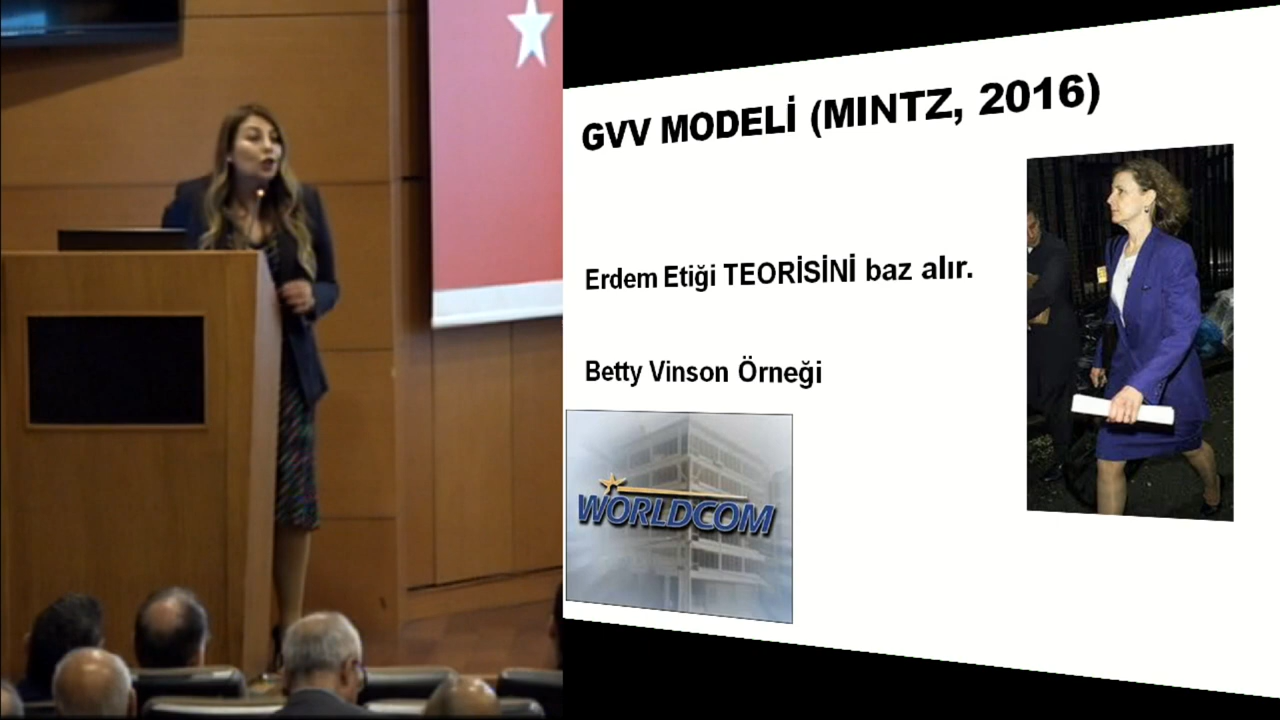 GVV MODELİ (MINTZ, 2016)
Erdem Etiği TEORİSİNİ baz alır.
Betty Vinson Örneği
WORLDCOM